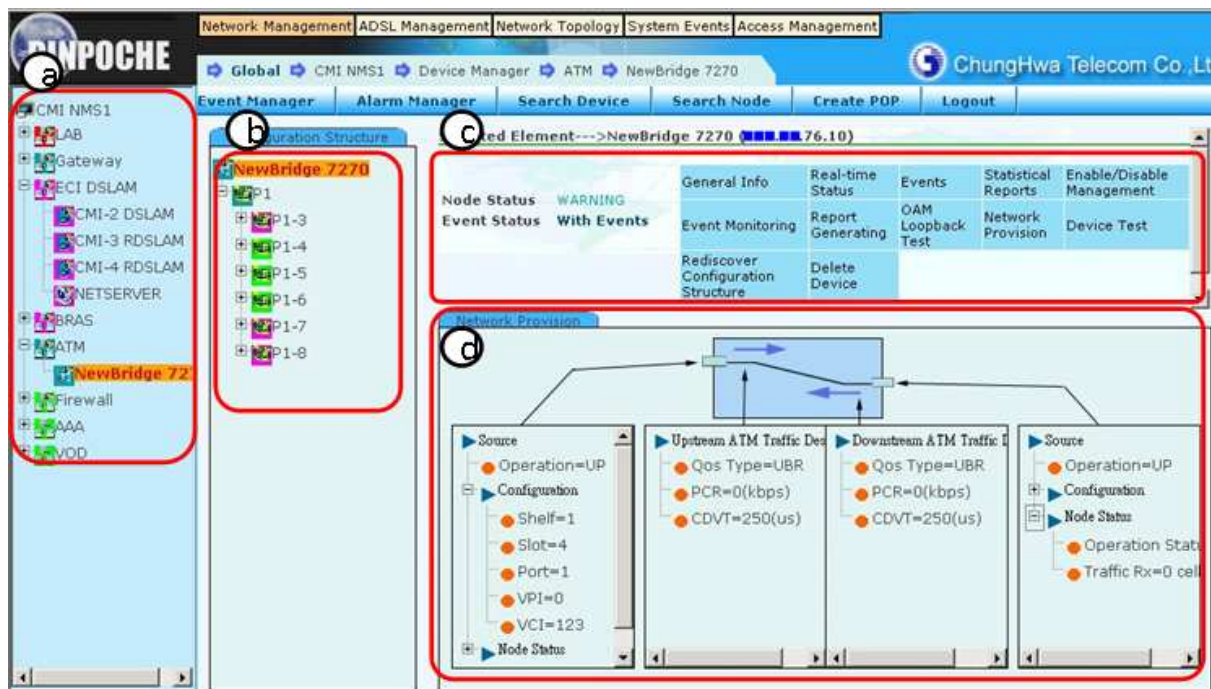 Network Management ADSL Management Network Topology System Events Access Management
Global CMI NMS1 Device Manager ATM NewBridge 7270
ChungHwa Telecom Co.,Lt
Event Manager Alarm Manager Search Device Search Node Create POP Logout
a
CMI NMS1
LAB
Gateway
ECI DSLAM
CMI-2 DSLAM
CMI-3 RDSLAM
CMI-4 RDSLAM
NETSERVER
BRAS
ATM
NewBridge 72
Firewall
AAA
VOD
b
Structure
NewBridge 7270
P1
P1-3
P1-4
P1-5
P1-6
P1-7
P1-8
c
Element--->NewBridge 7270 ( .76.10)
Node Status WARNING
Event Status With Events
General Info
Real-time Status
Events
Statistical Reports
Enable/Disable Management
Event Monitoring
Report Generating
OAM Loopback Test
Network Provision
Device Test
Rediscover Configuration Structure
Delete Device
d
Network Provision
Source
Operation=UP
Configuration
Shelf=1
Slot=4
Port=1
VPI=0
VCI=123
Node Status
Upstream ATM Traffic Des
Qos Type=UBR
PCR=0(kbps)
CDVT=250(us)
Downstream ATM Traffic D
Qos Type=UBR
PCR=0(kbps)
CDVT=250(us)
Source
Operation=UP
Configuration
Node Status
Operation Statu
Traffic Rx=0 cell